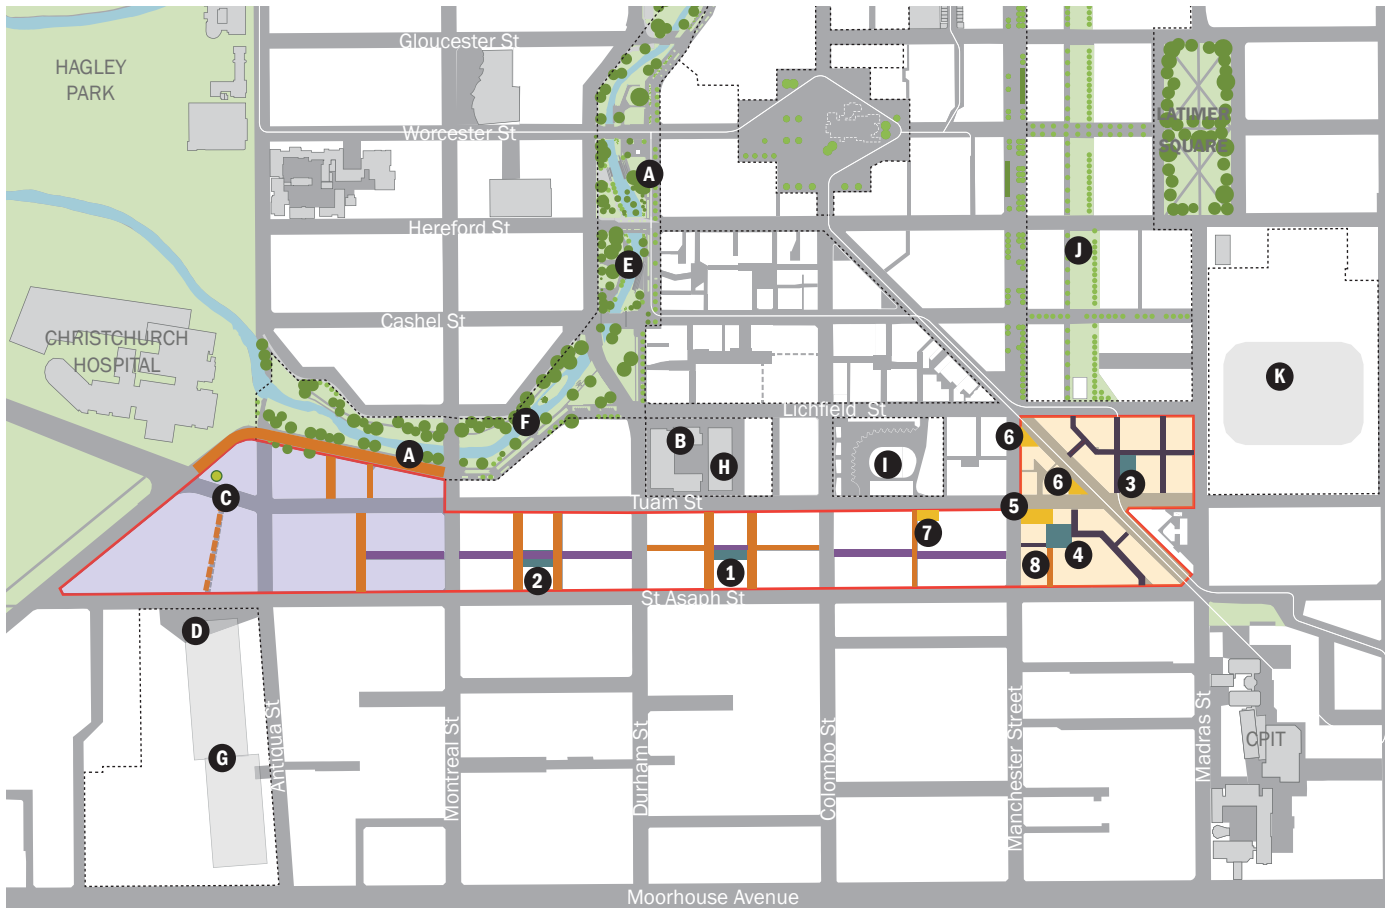 Gloucester St
HAGLEY
PARK
Worcester St
LATIMER
SQUARE
A
Hereford St
J
E
Cashel St
CHRISTCHURCH
HOSPITAL
K
Lichfield St
F
B
6
A
H
I
6
3
C
Tuam St
5
7
4
8
1
2
St Asaph St
D
Antiqua St
Montreal St
Durham St
Colombo St
Manchester Street
Madras St
CPIT
G
Moorhouse Avenue